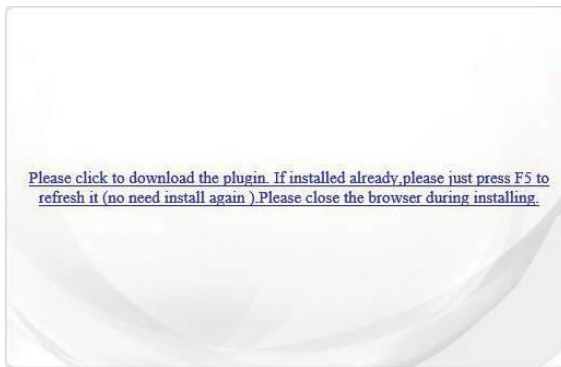 Please click to download the plugin. If installed already,please just press F5 to
refresh it (no need install again ).Please close the browser during installing.